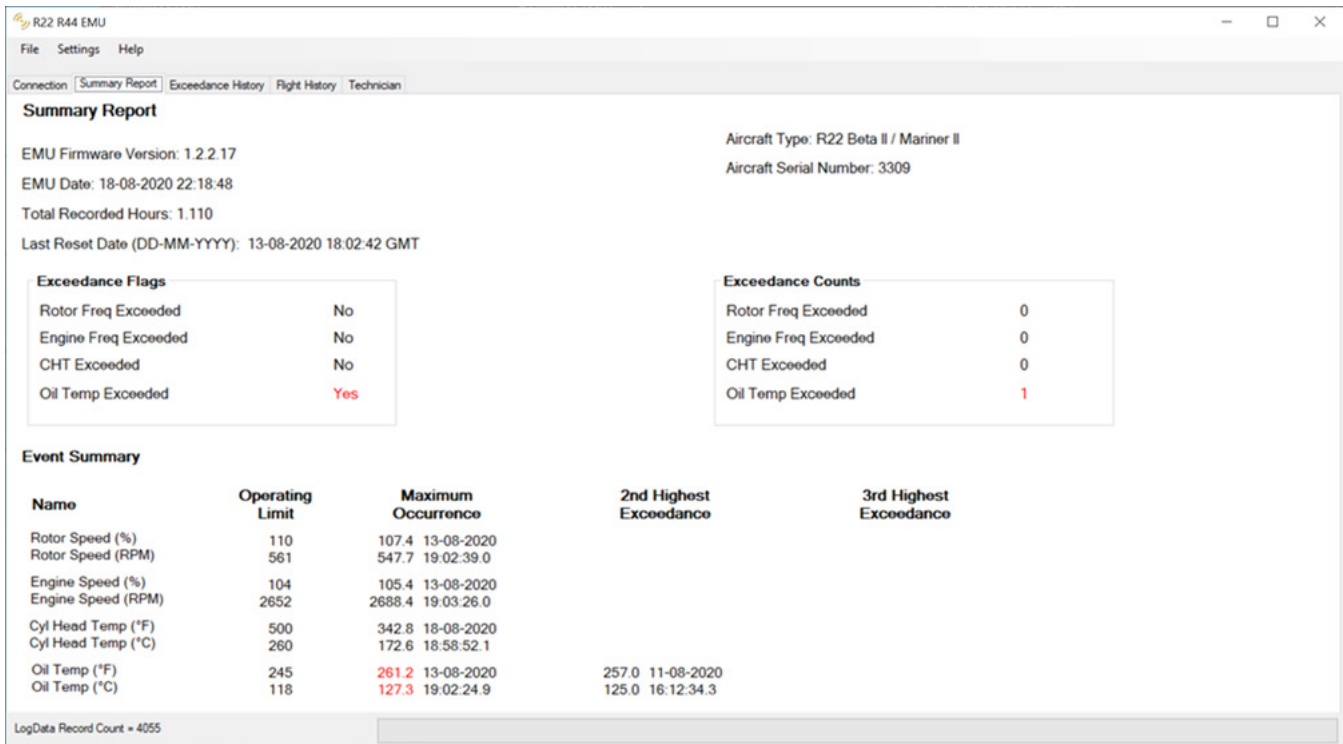 R22 R44 EMU
File Settings Help
Connection Summary Report Exceedance History Flight History Technician
Summary Report
Aircraft Type: R22 Beta II / Mariner II
EMU Firmware Version: 1.2.2.17
Aircraft Serial Number: 3309
EMU Date: 18-08-2020 22:18:48
Total Recorded Hours: 1.110
Last Reset Date (DD-MM-YYYY): 13-08-2020 18:02:42 GMT
Exceedance Flags
Rotor Freq Exceeded No
Engine Freq Exceeded No
CHT Exceeded No
Oil Temp Exceeded Yes
Exceedance Counts
Rotor Freq Exceeded 0
Engine Freq Exceeded 0
CHT Exceeded 0
Oil Temp Exceeded 1
Event Summary
Name Operating Limit Maximum Occurrence 2nd Highest Exceedance 3rd Highest Exceedance
Rotor Speed (%) 110 107.4 13-08-2020
Rotor Speed (RPM) 561 547.7 19:02:39.0
Engine Speed (%) 104 105.4 13-08-2020
Engine Speed (RPM) 2652 2688.4 19:03:26.0
Cyl Head Temp (°F) 500 342.8 18-08-2020
Cyl Head Temp (°C) 260 172.6 18:58:52.1
Oil Temp (°F) 245 261.2 13-08-2020 257.0 11-08-2020
Oil Temp (°C) 118 127.3 19:02:24.9 125.0 16:12:34.3
LogData Record Count = 4055